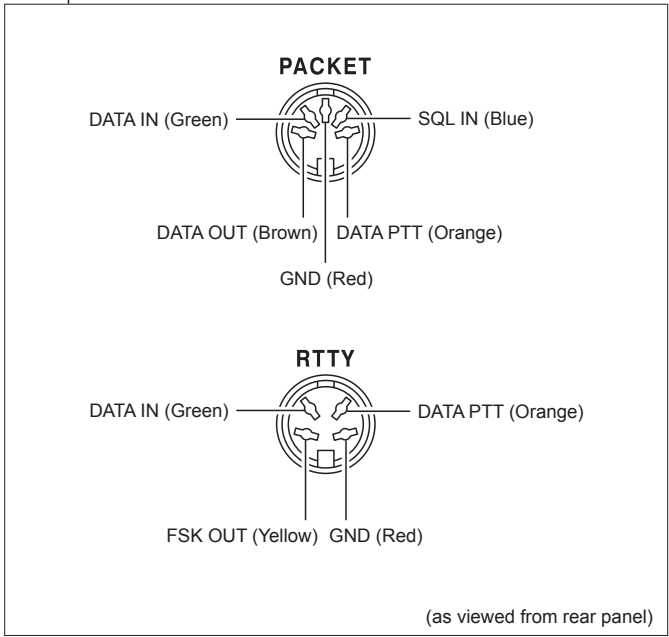 PACKET
DATA IN (Green)
SQL IN (Blue)
DATA OUT (Brown)
DATA PTT (Orange)
GND (Red)
RTTY
DATA IN (Green)
DATA PTT (Orange)
FSK OUT (Yellow)
GND (Red)
(as viewed from rear panel)